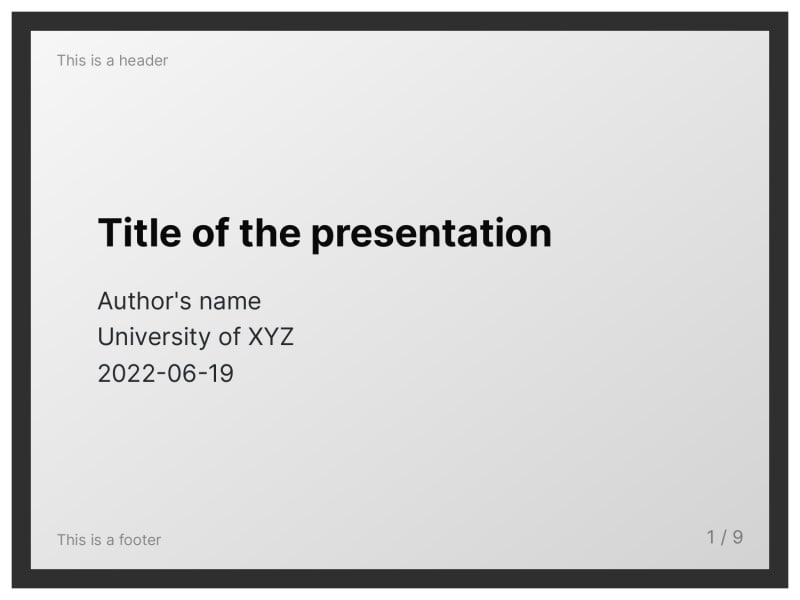 This is a header
Title of the presentation
Author's name
University of XYZ
2022-06-19
This is a footer
1 / 9